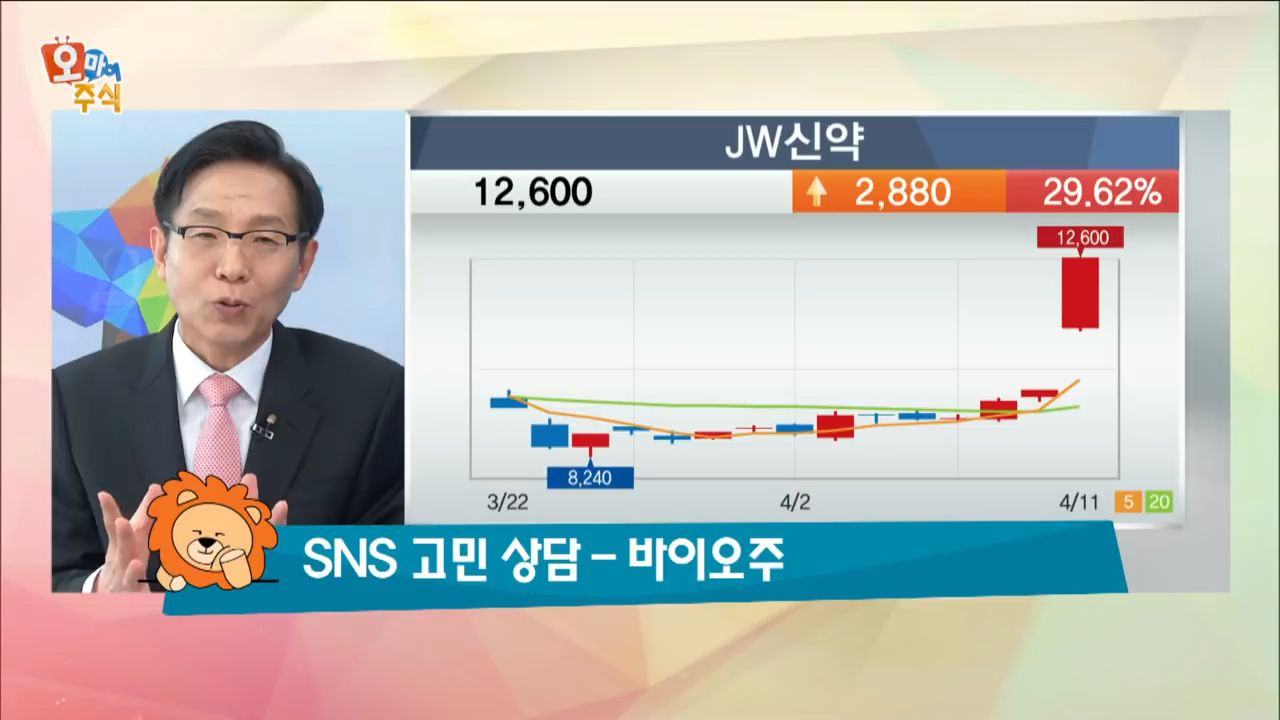 오마이
주식
JW신약
12,600 2,880 29.62%
12,600
8,240
3/22 4/2 4/11 5 20
SNS 고민 상담 – 바이오주